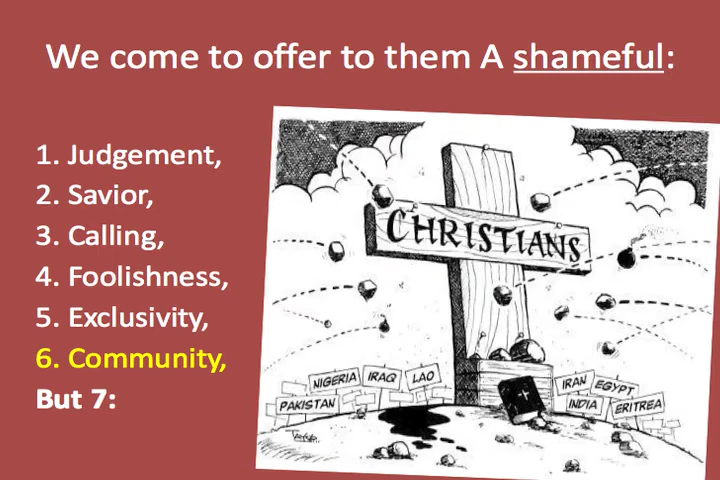 We come to offer to them A shameful:
1. Judgement,
2. Savior,
3. Calling,
4. Foolishness,
5. Exclusivity,
6. Community,
But 7:
CHRISTIANS
NIGERIA
IRAQ
LAO
PAKISTAN
IRAN
EGYPT
INDIA
ERITREA